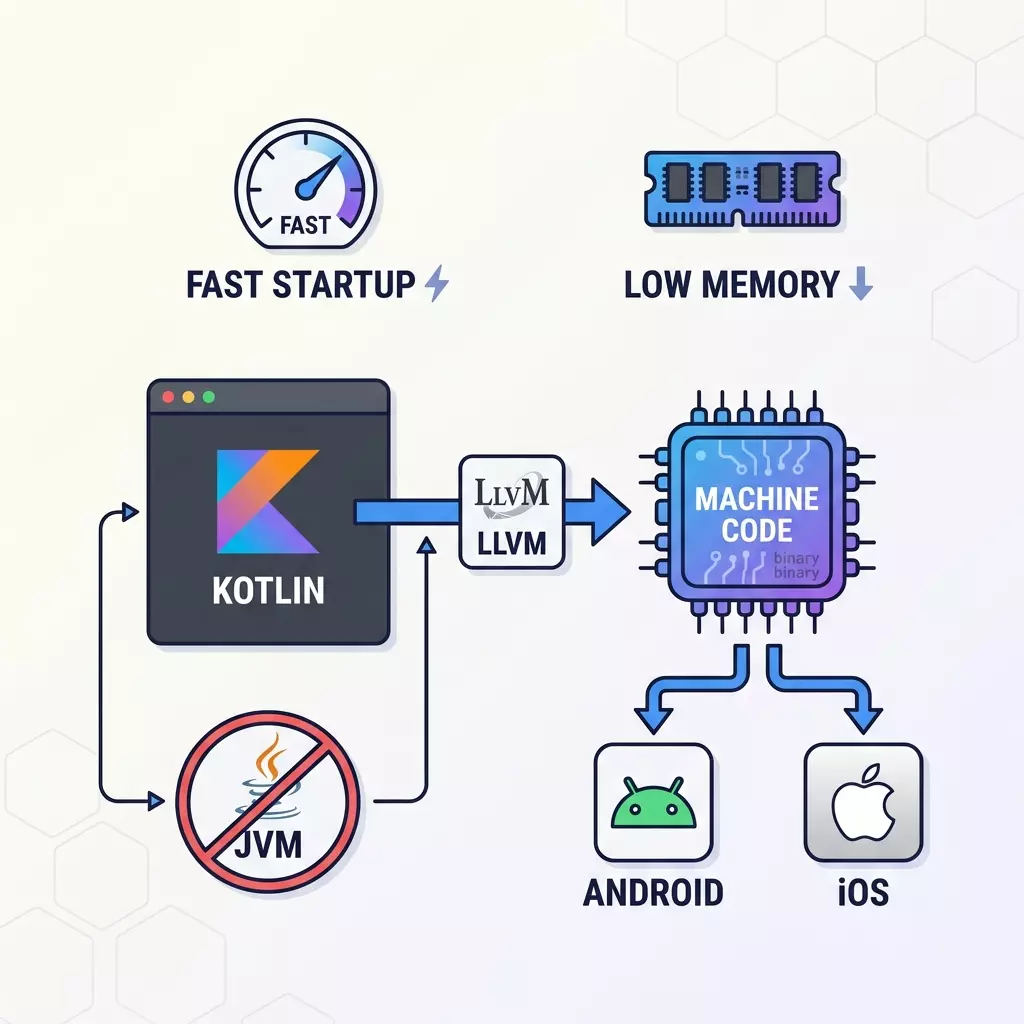 FAST
FAST STARTUP
LOW MEMORY
KOTLIN
LLVM
LLVM
MACHINE
CODE
binary
binary
JVM
ANDROID
iOS